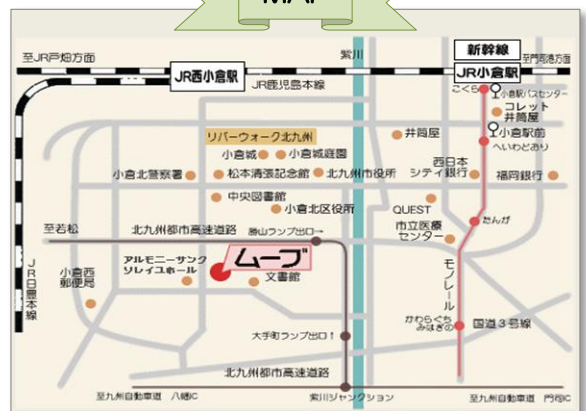 MAP
新幹線
至JR戸畑方面
紫川
至門司港方面
JR西小倉駅
JR小倉駅
JR鹿児島本線
こくら
小倉駅バスセンター
コレット
井筒屋
リバーウォーク北九州
井筒屋
小倉駅前
へいわどおり
小倉城
小倉城庭園
西日本
シティ銀行
小倉北警察署
松本清張記念館
北九州市役所
福岡銀行
中央図書館
小倉北区役所
QUEST
たんが
市立医療
センター
至若松
北九州都市高速道路
勝山ランプ出口→
ムーブ
アルモニーサンク
ソレイユホール
文書館
小倉西
郵便局
JR日豊本線
モノレール
かわらぐち
みはぎの
国道3号線
大手町ランプ出口↑
北九州都市高速道路
至九州自動車道 八幡IC
紫川ジャンクション
至九州自動車道 門司IC